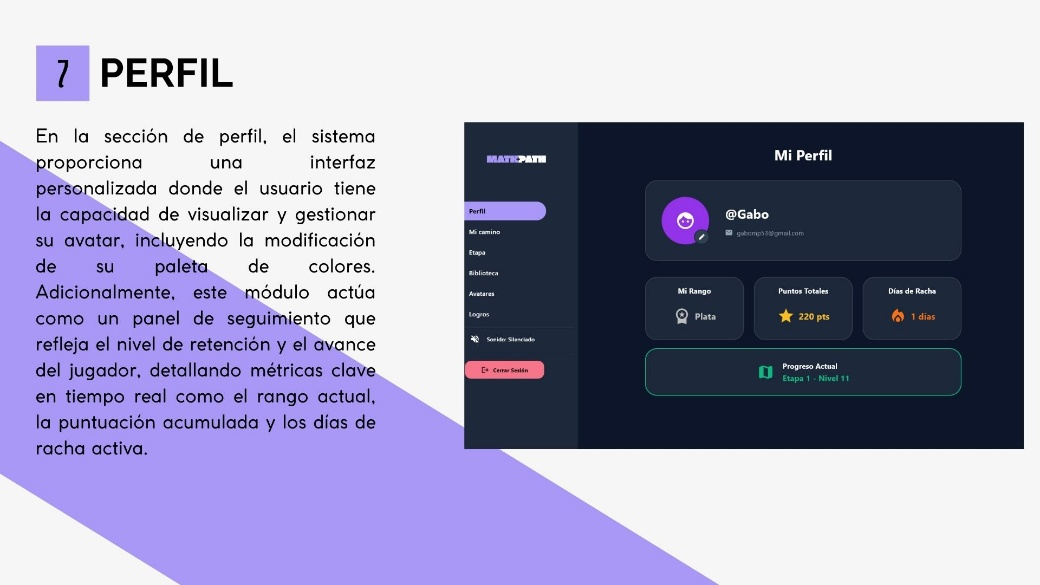 7 PERFIL
En la sección de perfil, el sistema
proporciona una interfaz
personalizada donde el usuario tiene
la capacidad de visualizar y gestionar
su avatar, incluyendo la modificación
de su paleta de colores.
Adicionalmente, este módulo actúa
como un panel de seguimiento que
refleja el nivel de retención y el avance
del jugador, detallando métricas clave
en tiempo real como el rango actual,
la puntuación acumulada y los días de
racha activa.
MATEPATH
Perfil
Mi camino
Etapa
Biblioteca
Avatares
Logros
Sonido: Silenciado
Cerrar Sesión
Mi Perfil
@Gabo
gabomp53@gmail.com
Mi Rango
Plata
Puntos Totales
220 pts
Días de Racha
1 días
Progreso Actual
Etapa 1 - Nivel 11